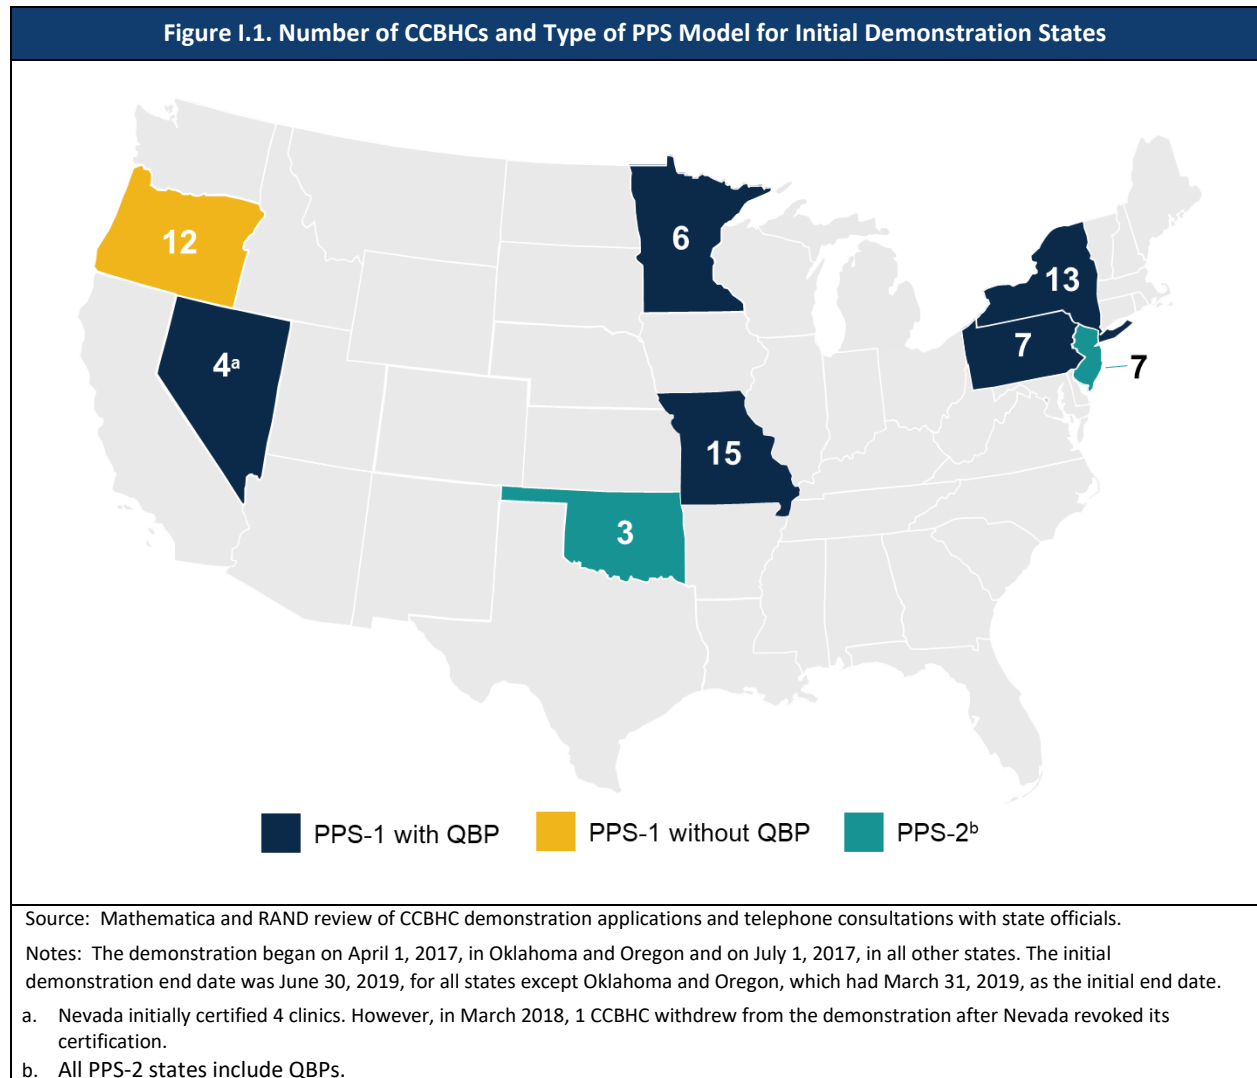 Figure I.1. Number of CCBHCs and Type of PPS Model for Initial Demonstration States
12
6
13
4a
7
7
15
3
PPS-1 with QBP
PPS-1 without QBP
PPS-2b
Source: Mathematica and RAND review of CCBHC demonstration applications and telephone consultations with state officials.
Notes: The demonstration began on April 1, 2017, in Oklahoma and Oregon and on July 1, 2017, in all other states. The initial
demonstration end date was June 30, 2019, for all states except Oklahoma and Oregon, which had March 31, 2019, as the initial end date.
a. Nevada initially certified 4 clinics. However, in March 2018, 1 CCBHC withdrew from the demonstration after Nevada revoked its
certification.
b. All PPS-2 states include QBPs.